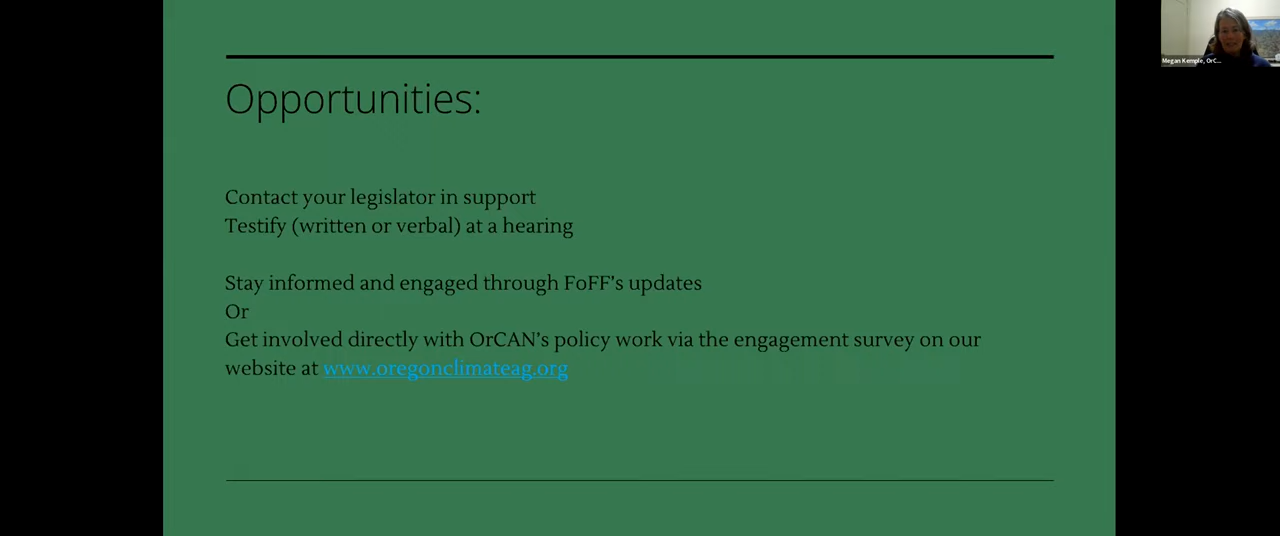 Opportunities:
Contact your legislator in support
Testify (written or verbal) at a hearing
Stay informed and engaged through FoFF's updates
Or
Get involved directly with OrCAN's policy work via the engagement survey on our
website at www.oregonclimateag.org
Megan Kemple, OrC...